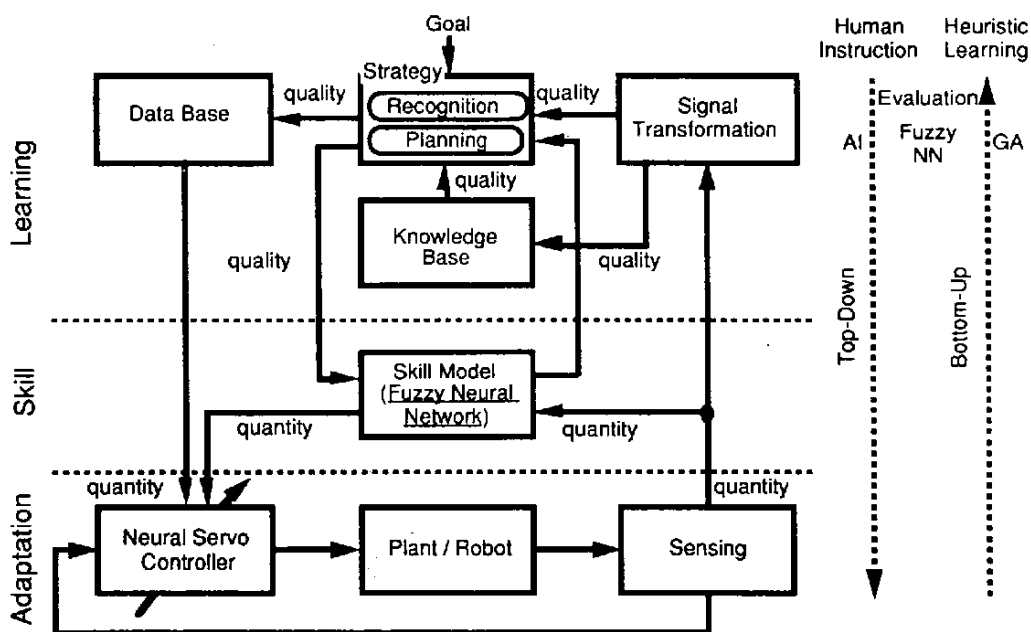 Goal
Human
Instruction
Heuristic
Learning
Data Base
quality
Strategy
Recognition
Planning
quality
Signal
Transformation
Evaluation
AI
Fuzzy
NN
GA
quality
Knowledge
Base
quality
quality
Learning
Top-Down
Bottom-Up
Skill Model
(Fuzzy Neural
Network)
quantity
quantity
Skill
quantity
quantity
Neural Servo
Controller
Plant / Robot
Sensing
Adaptation